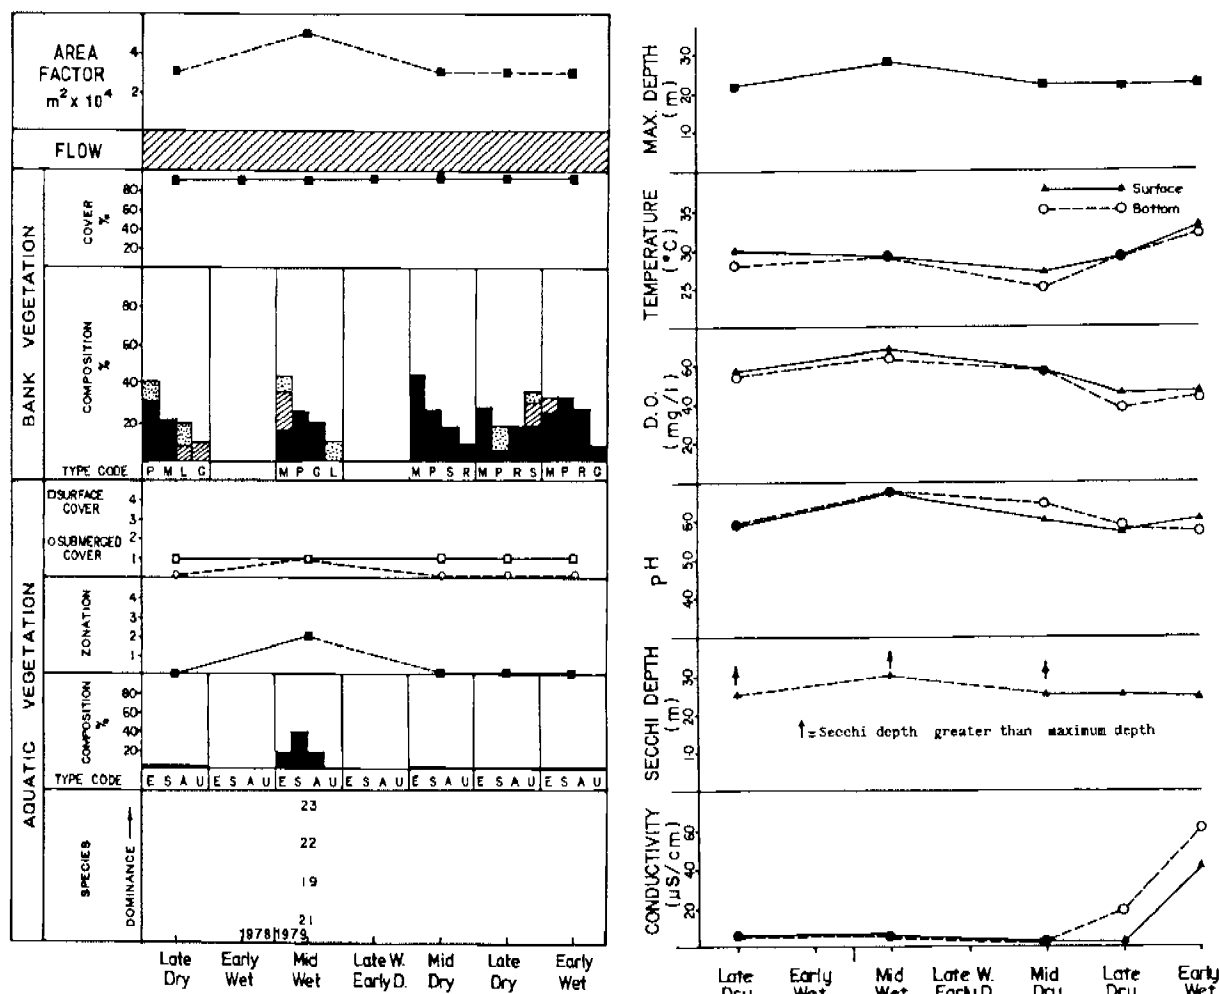 AREA
FACTOR
m² x 10⁴
4
2
FLOW
BANK VEGETATION
COVER
%
80
60
40
20
COMPOSITION
%
80
60
40
20
TYPE CODE
P M L G
M P G L
M P S R
M P R S
M P R G
AQUATIC VEGETATION
□ SURFACE
COVER
○ SUBMERGED
COVER
4
3
2
1
ZONATION
4
3
2
1
COMPOSITION
%
80
60
40
20
TYPE CODE
E S A U E S A U E S A U E S A U E S A U E S A U E S A U
SPECIES
DOMINANCE →
23
22
19
21
1978 1979
Late
Dry
Early
Wet
Mid
Wet
Late W.
Early D.
Mid
Dry
Late
Dry
Early
Wet
MAX. DEPTH
(m)
30
20
10
TEMPERATURE
(°C)
35
30
25
Surface
Bottom
D.O.
(mg/l)
60
40
20
pH
60
50
40
SECCHI DEPTH
(m)
30
20
10
↑ = Secchi depth greater than maximum depth
CONDUCTIVITY
(µS/cm)
60
40
20
Late
Dry
Early
Wet
Mid
Wet
Late W.
Early D.
Mid
Dry
Late
Dry
Early
Wet